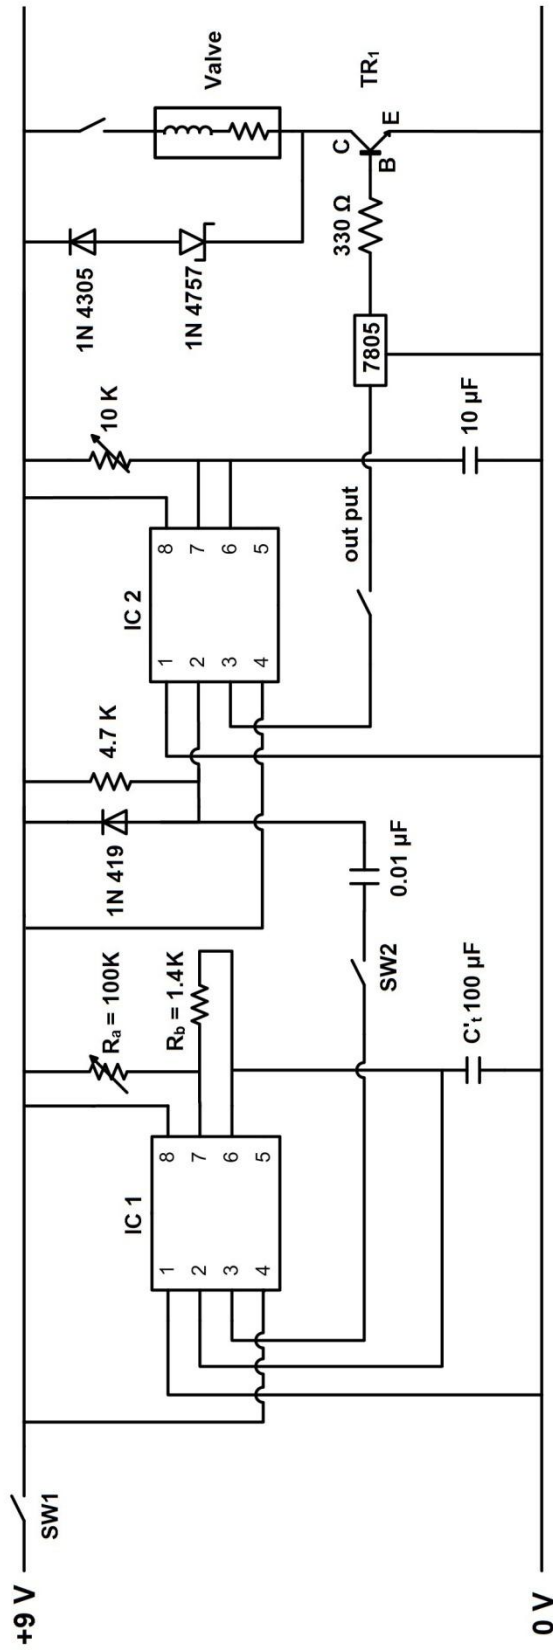 +9 V
SW1
IC 1
1
2
3
4
8
7
6
5
Rₐ = 100K
R_b = 1.4K
C'ₜ 100 µF
SW2
0.01 µF
1N 419
4.7 K
IC 2
1
2
3
4
8
7
6
5
out put
10 K
10 µF
1N 4305
1N 4757
7805
330 Ω
Valve
C
B
E
TR₁
0 V